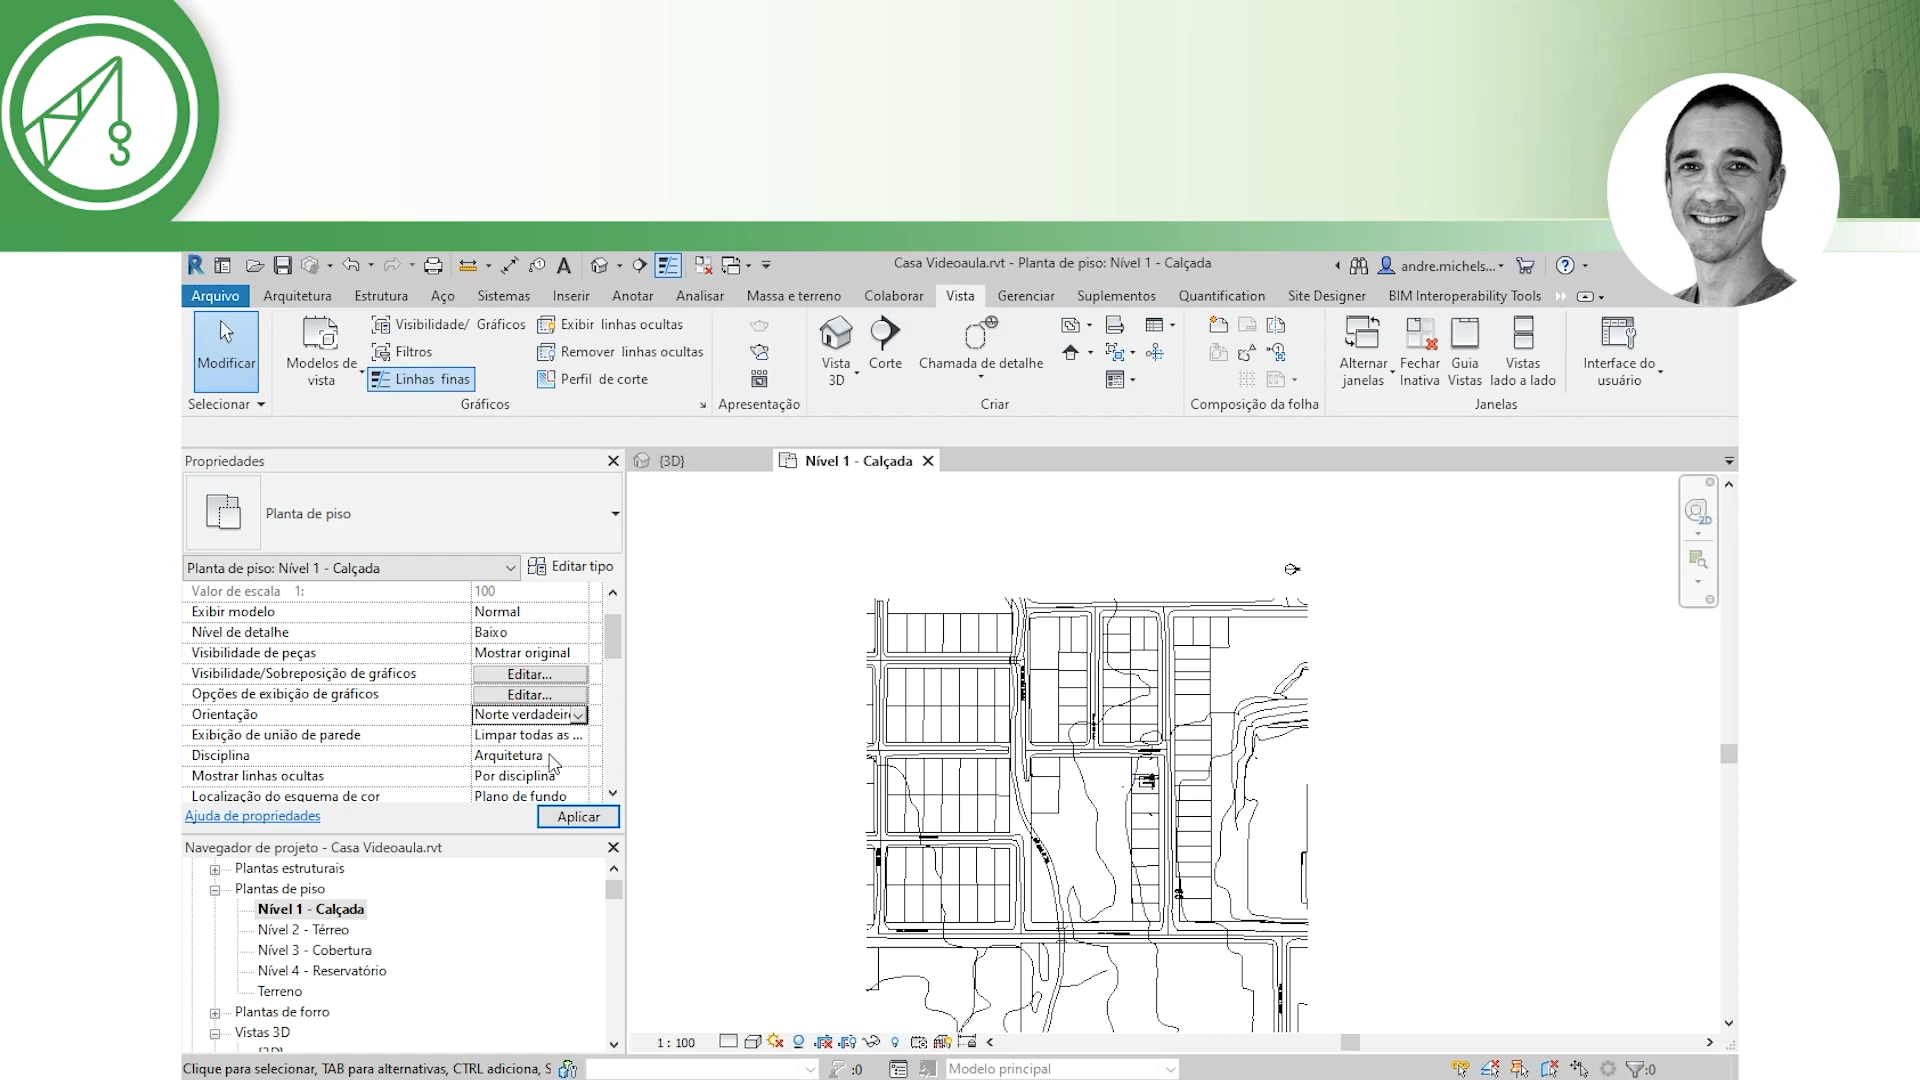 Casa Videoaula.rvt - Planta de piso: Nível 1 - Calçada
andre.michels...
Arquivo Arquitetura Estrutura Aço Sistemas Inserir Anotar Analisar Massa e terreno Colaborar Vista Gerenciar Suplementos Quantification Site Designer BIM Interoperability Tools
Modificar
Modelos de vista
Visibilidade/ Gráficos
Filtros
Linhas finas
Exibir linhas ocultas
Remover linhas ocultas
Perfil de corte
Vista 3D
Corte
Chamada de detalhe
Alternar janelas
Fechar Inativa
Guia Vistas
Vistas lado a lado
Interface do usuário
Selecionar Gráficos Apresentação Criar Composição da folha Janelas
Propriedades
{3D}
Nível 1 - Calçada
Planta de piso
Planta de piso: Nível 1 - Calçada
Editar tipo
Valor de escala 1: 100
Exibir modelo Normal
Nível de detalhe Baixo
Visibilidade de peças Mostrar original
Visibilidade/Sobreposição de gráficos Editar...
Opções de exibição de gráficos Editar...
Orientação Norte verdadeir
Exibição de união de parede Limpar todas as ...
Disciplina Arquitetura
Mostrar linhas ocultas Por disciplina
Localização do esquema de cor Plano de fundo
Ajuda de propriedades
Aplicar
Navegador de projeto - Casa Videoaula.rvt
Plantas estruturais
Plantas de piso
Nível 1 - Calçada
Nível 2 - Térreo
Nível 3 - Cobertura
Nível 4 - Reservatório
Terreno
Plantas de forro
Vistas 3D
{3D}
2D
1 : 100
Clique para selecionar, TAB para alternativas, CTRL adiciona, S
:0
Modelo principal
:0